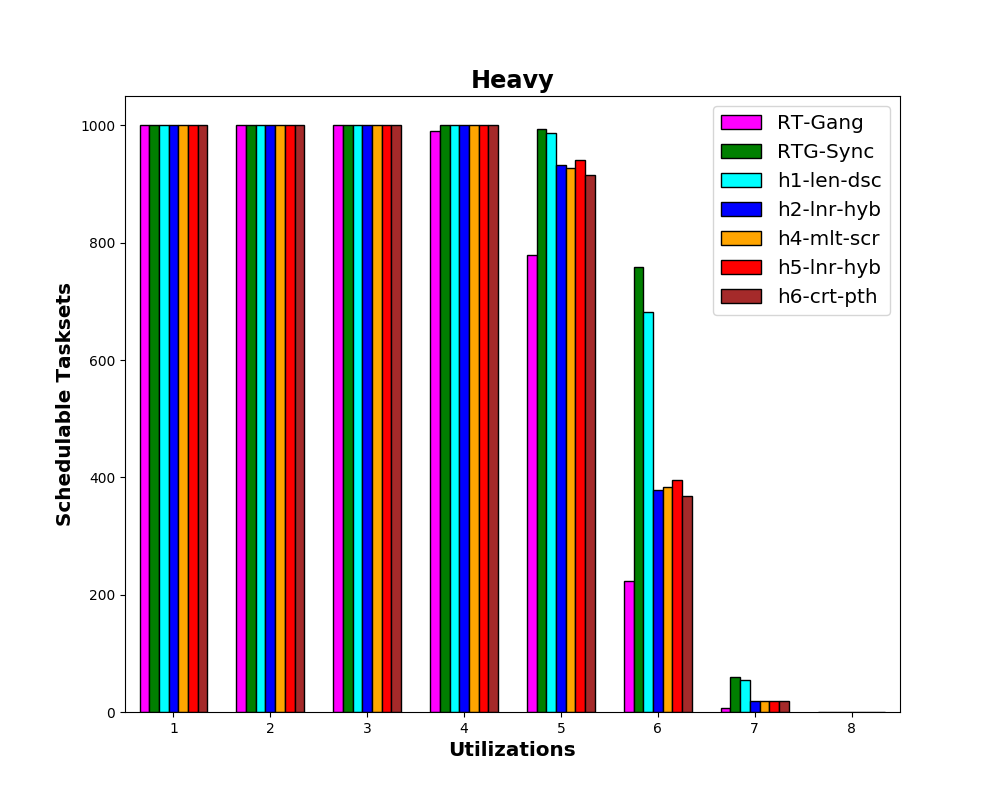 Heavy
Schedulable Tasksets
1000
800
600
400
200
0
RT-Gang
RTG-Sync
h1-len-dsc
h2-lnr-hyb
h4-mlt-scr
h5-lnr-hyb
h6-crt-pth
1 2 3 4 5 6 7 8
Utilizations